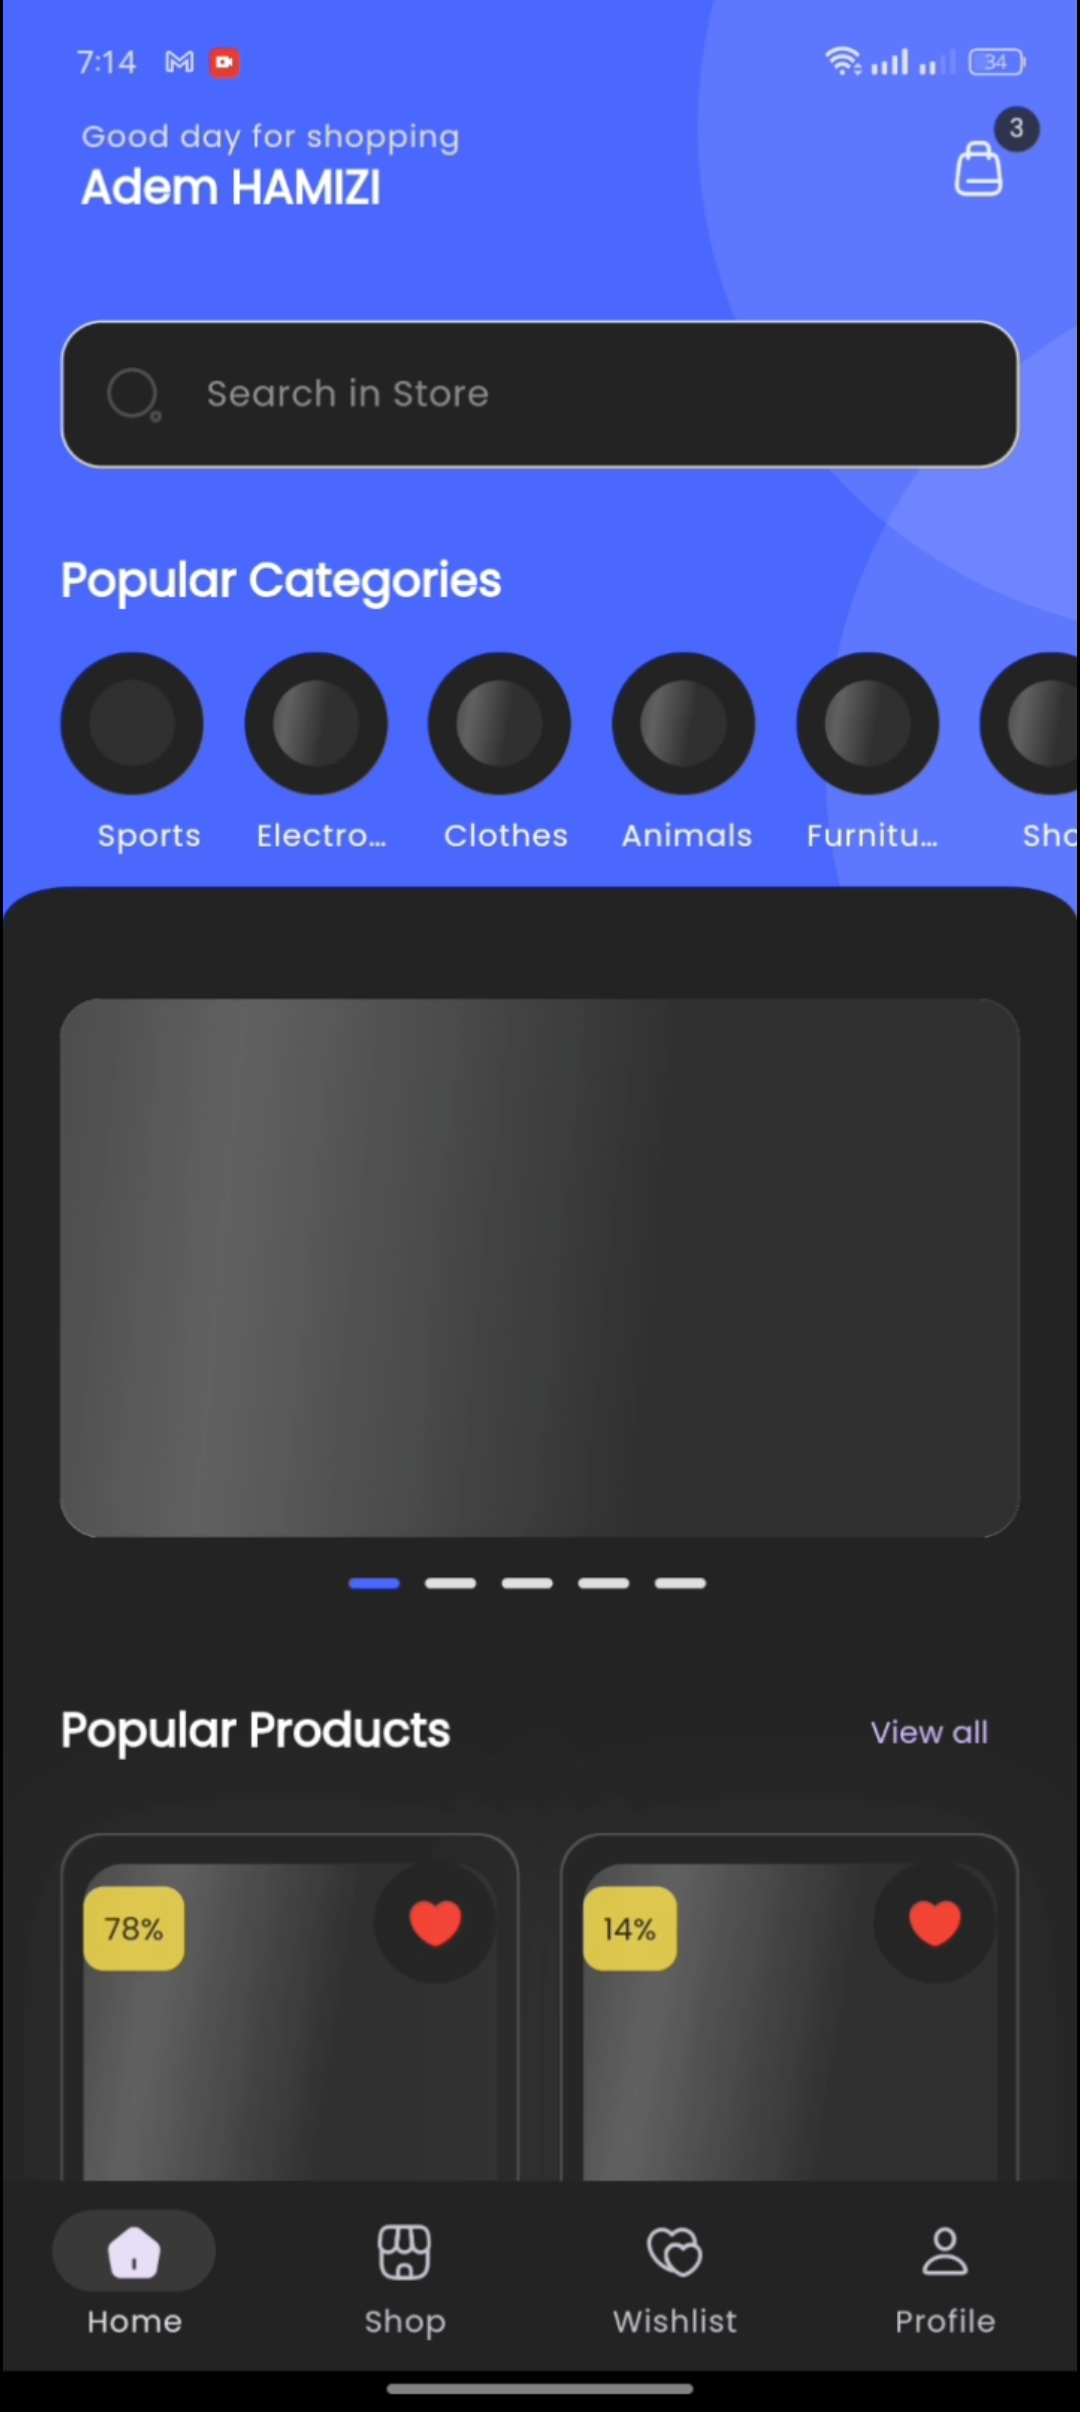 7:14
34
Good day for shopping
3
Adem HAMIZI
Search in Store
Popular Categories
Sports Electro... Clothes Animals Furnitu... Sho
Popular Products View all
78% 14%
Home Shop Wishlist Profile